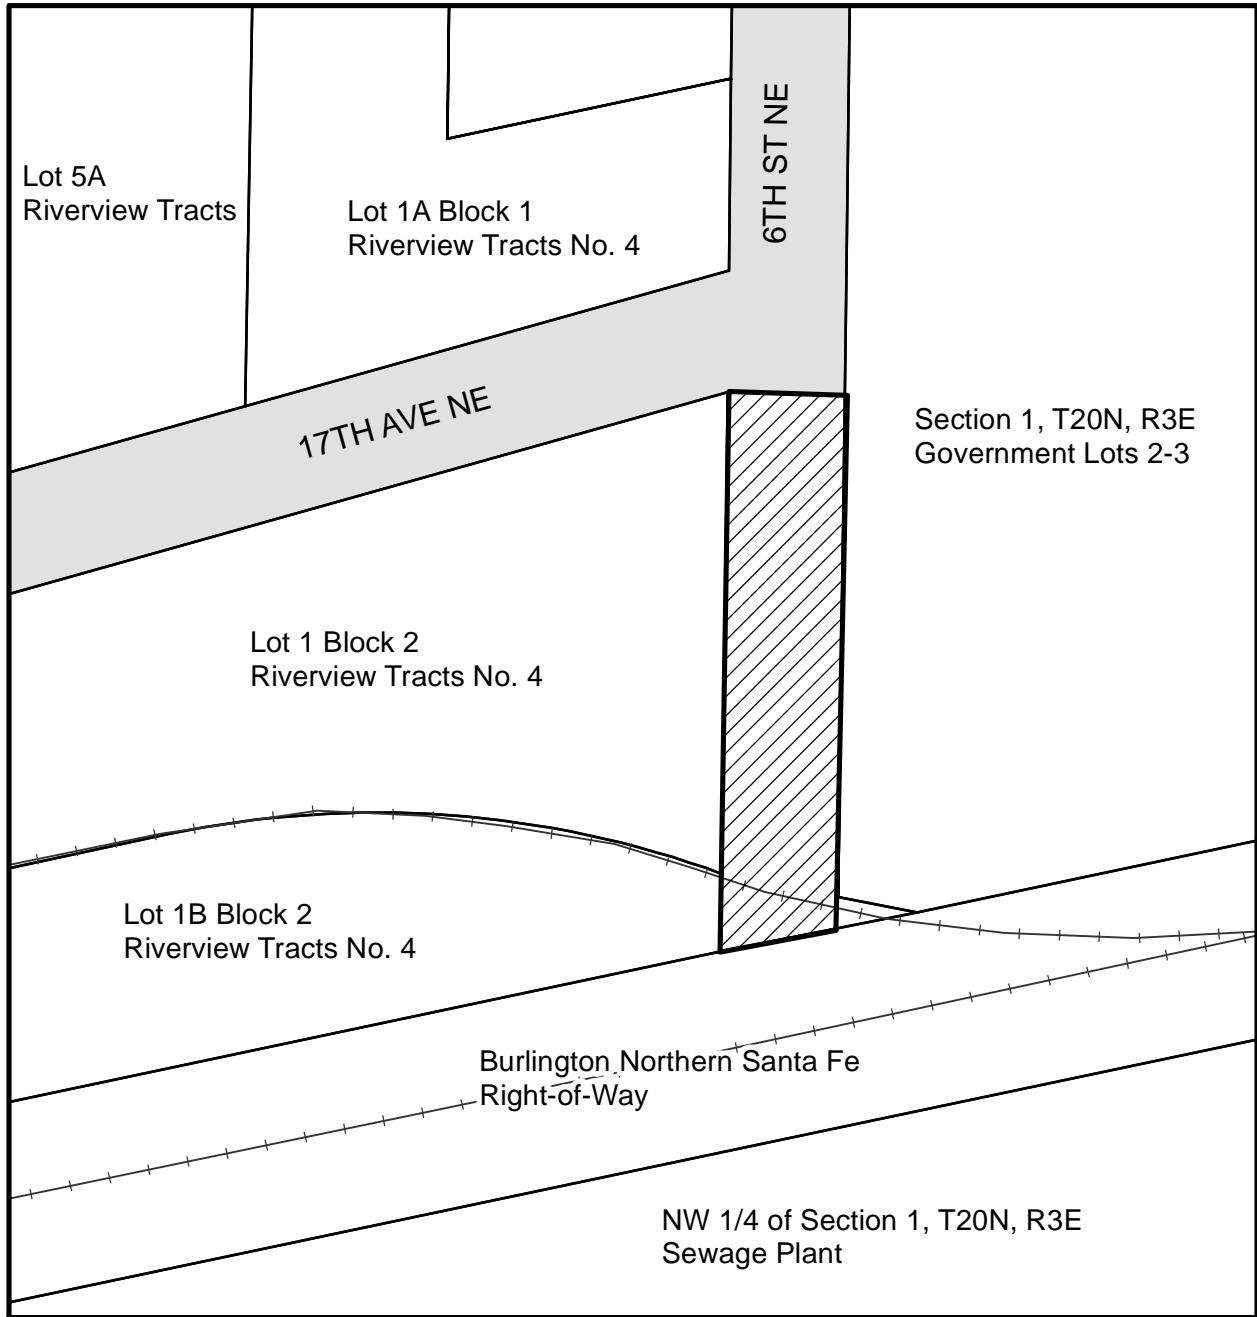 6TH ST NE
Lot 5A
Riverview Tracts
Lot 1A Block 1
Riverview Tracts No. 4
17TH AVE NE
Section 1, T20N, R3E
Government Lots 2-3
Lot 1 Block 2
Riverview Tracts No. 4
Lot 1B Block 2
Riverview Tracts No. 4
Burlington Northern Santa Fe
Right-of-Way
NW 1/4 of Section 1, T20N, R3E
Sewage Plant